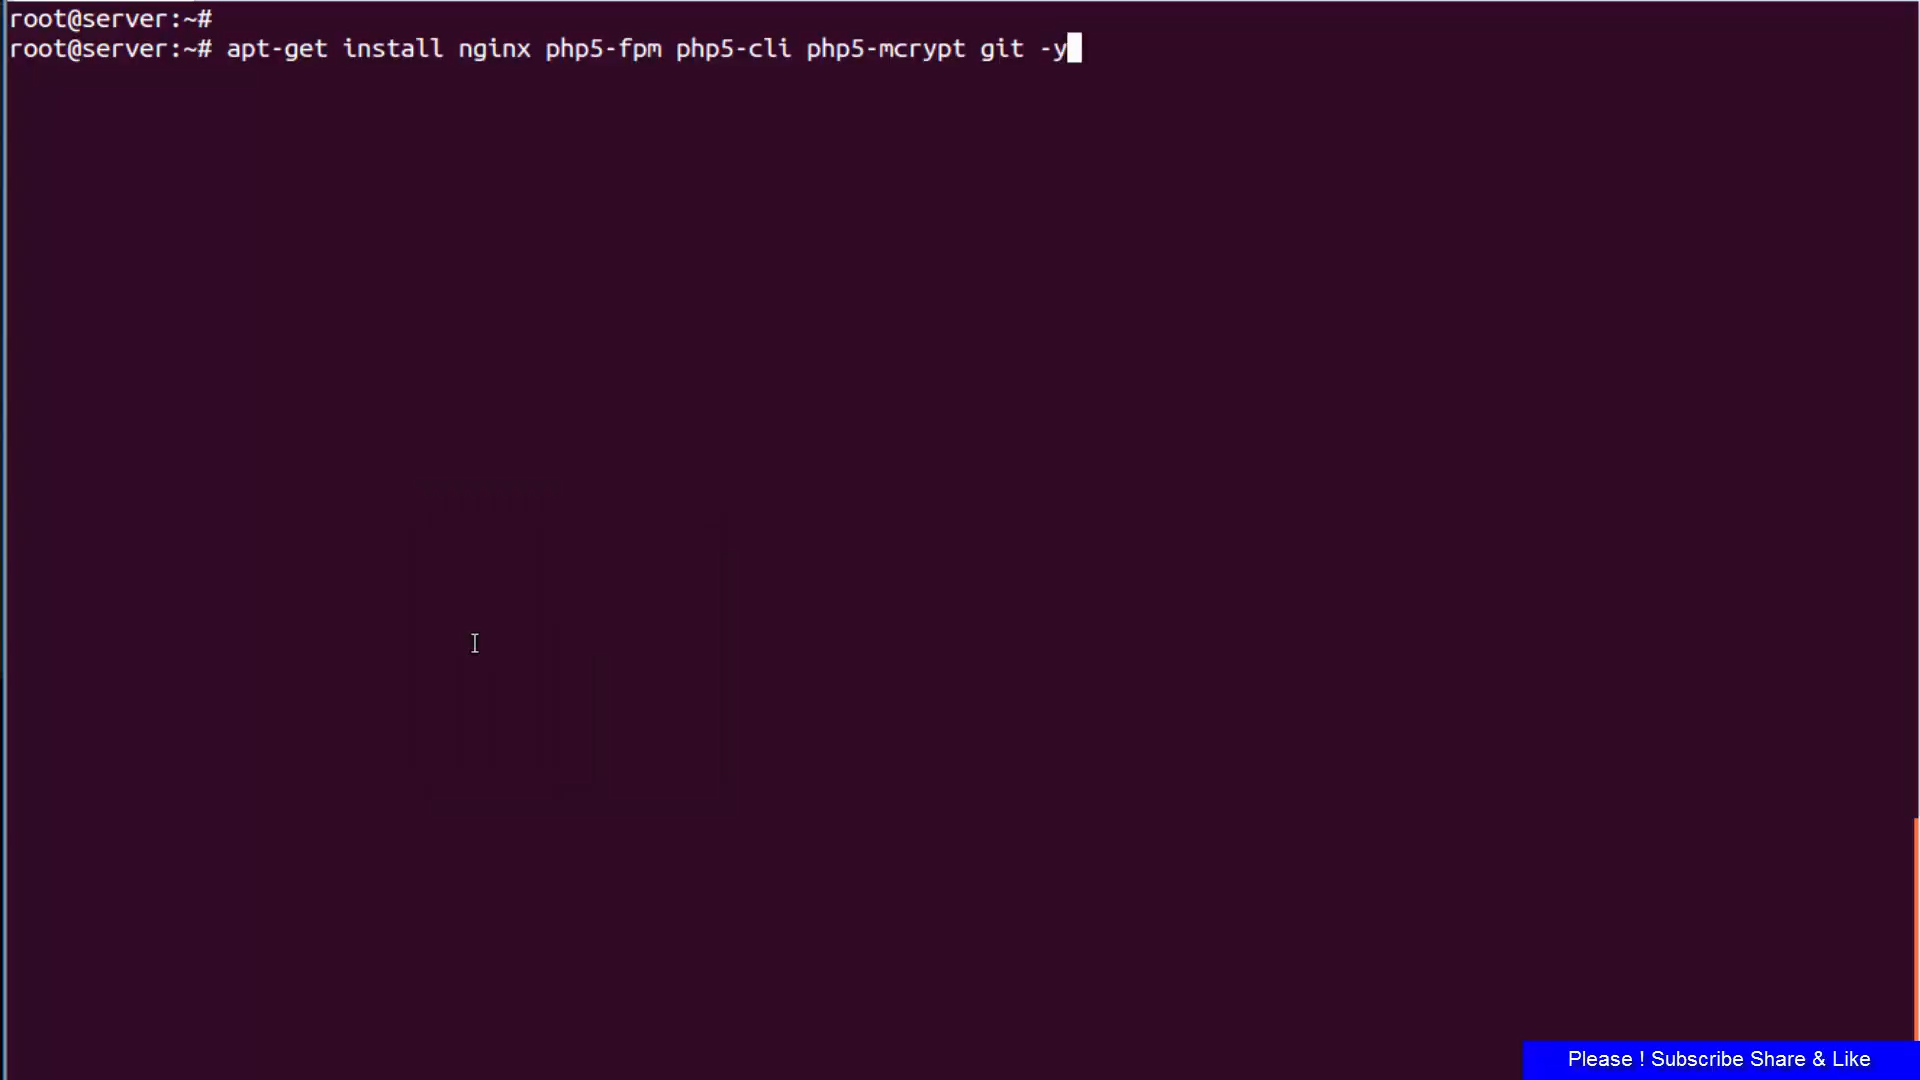 root@server:~#
root@server:~# apt-get install nginx php5-fpm php5-cli php5-mcrypt git -y
Please ! Subscribe Share & Like